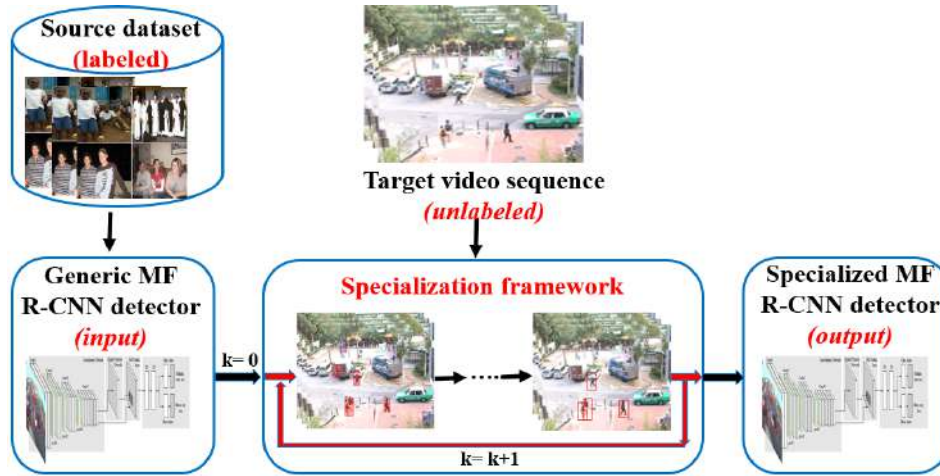 Source dataset
(labeled)
Target video sequence
(unlabeled)
Generic MF
R-CNN detector
(input)
k= 0
Specialization framework
k= k+1
Specialized MF
R-CNN detector
(output)